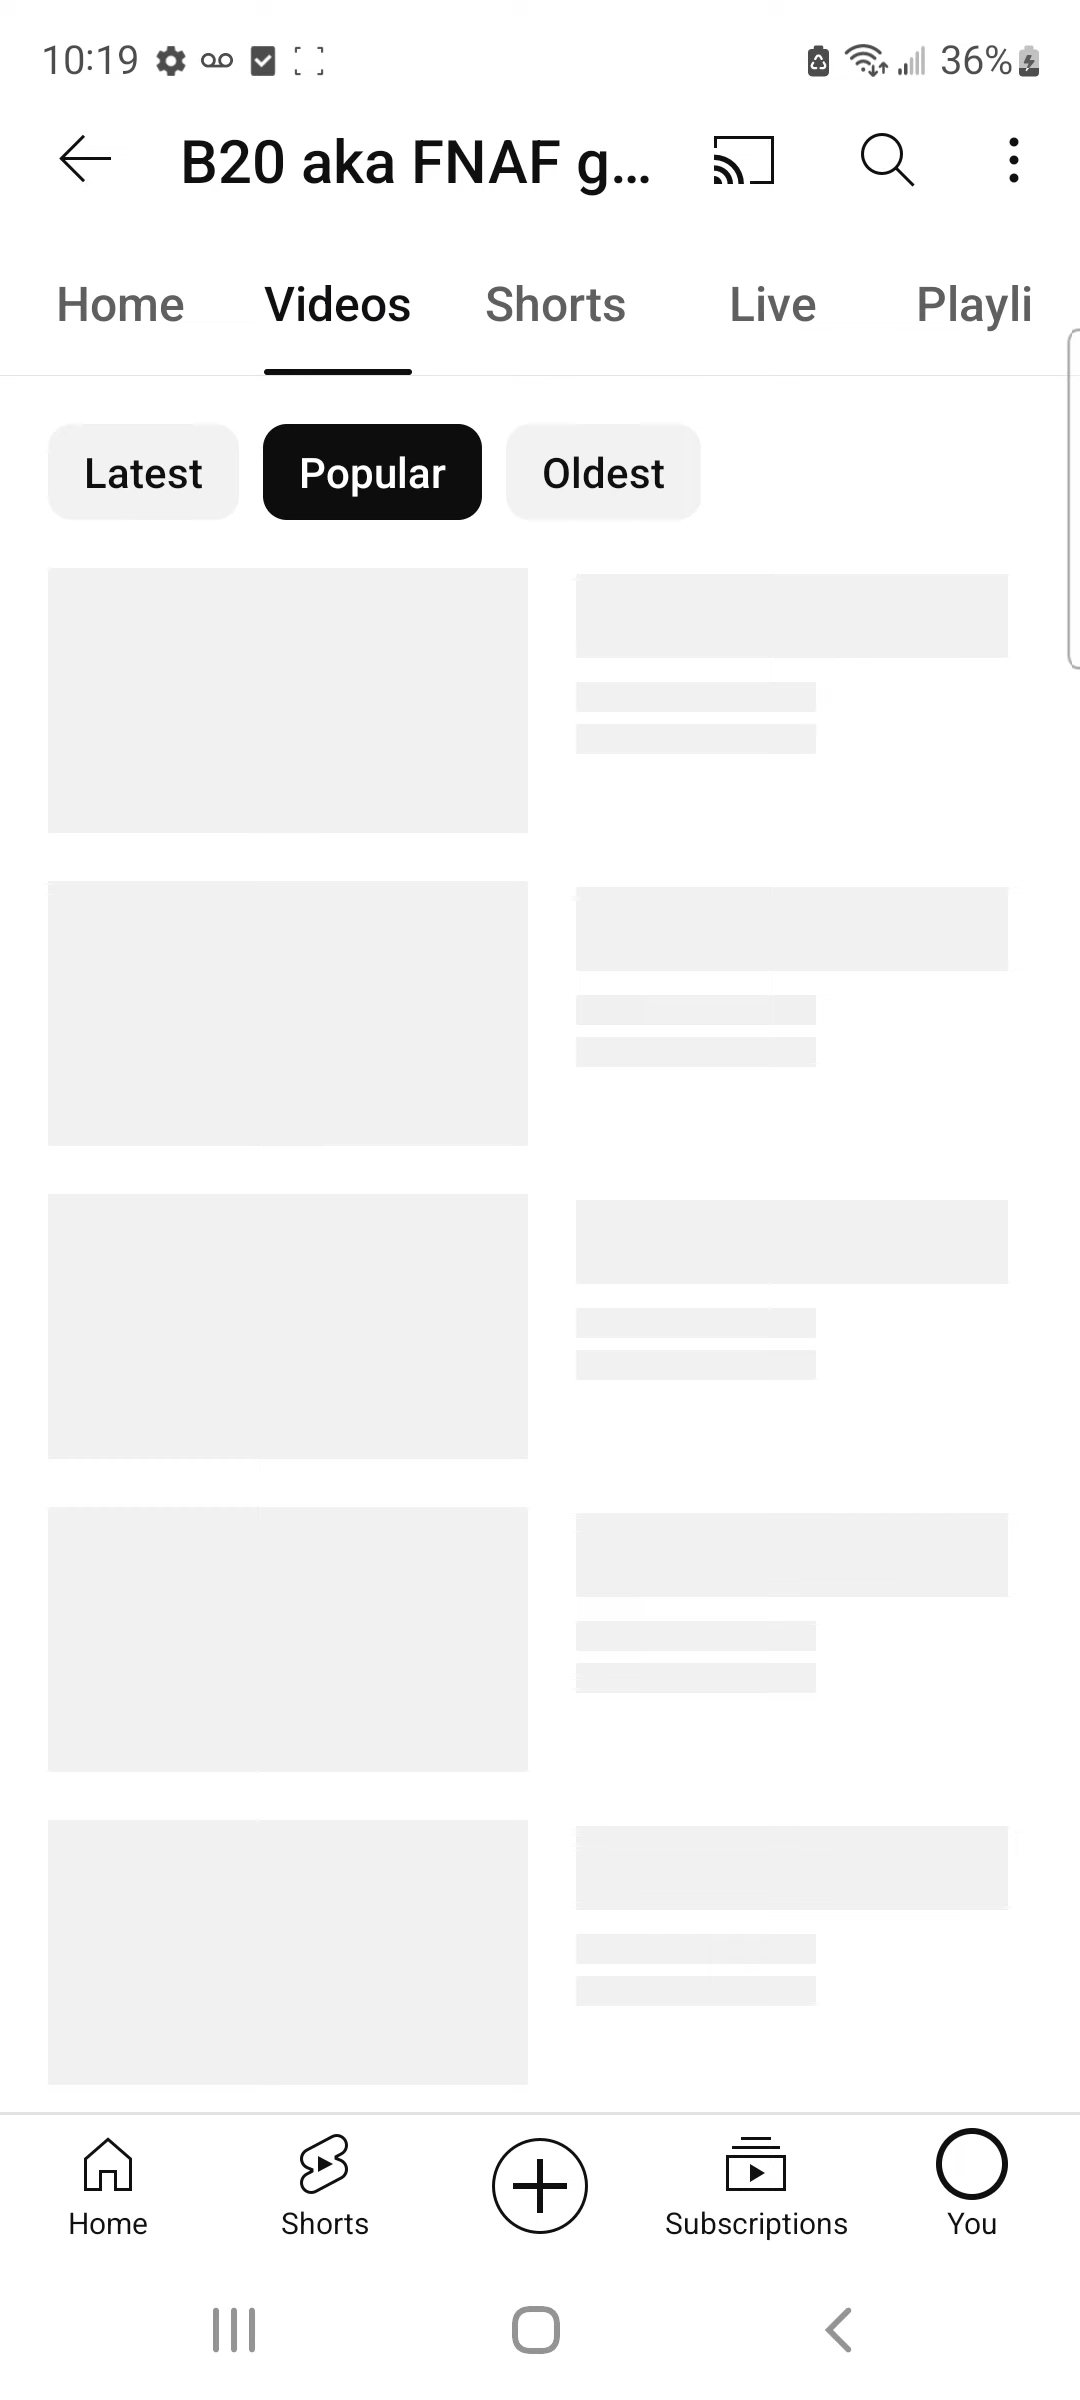 10:19 36%
B20 aka FNAF g...
Home Videos Shorts Live Playli
Latest Popular Oldest
Home Shorts Subscriptions You